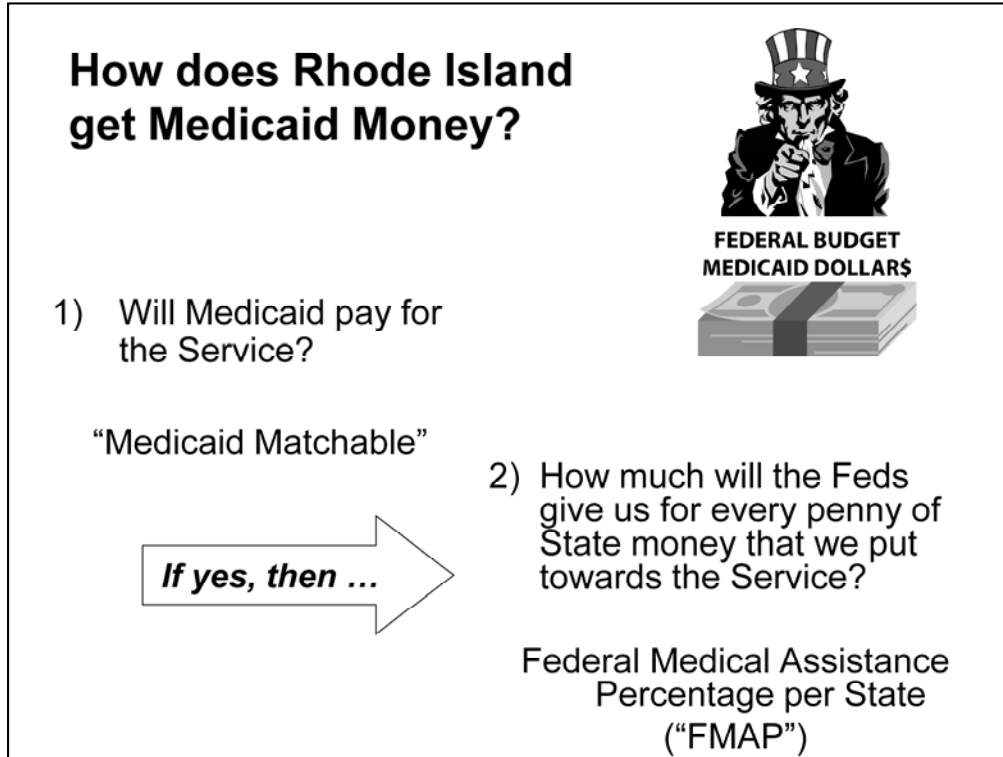 How does Rhode Island
get Medicaid Money?
FEDERAL BUDGET
MEDICAID DOLLAR$
1) Will Medicaid pay for
the Service?
“Medicaid Matchable”
If yes, then ...
2) How much will the Feds
give us for every penny of
State money that we put
towards the Service?
Federal Medical Assistance
Percentage per State
(“FMAP”)